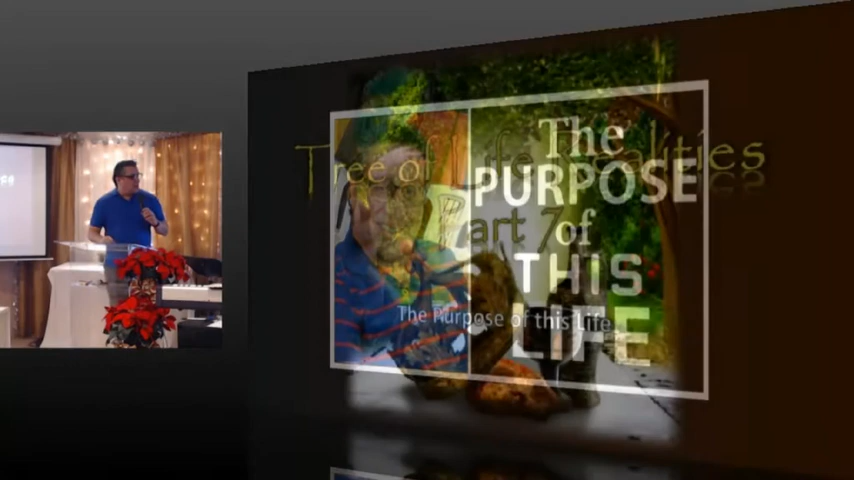 Tree of Life Realities
Part 7
The Purpose of this Life
The
PURPOSE
of
THIS
LIFE